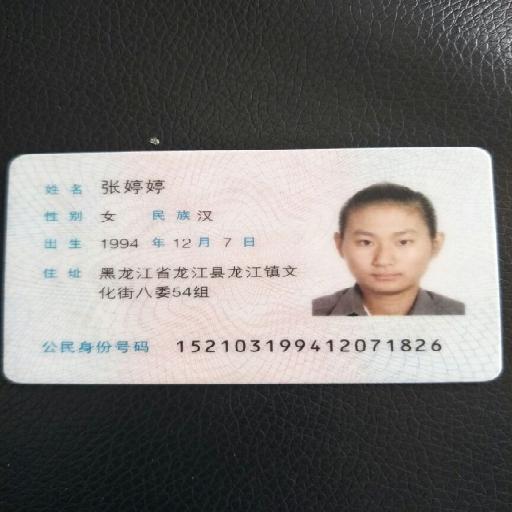 姓名 张婷婷
性别 女 民族 汉
出生 1994 年 12 月 7 日
住址 黑龙江省龙江县龙江镇文
化街八委54组
公民身份号码 152103199412071826